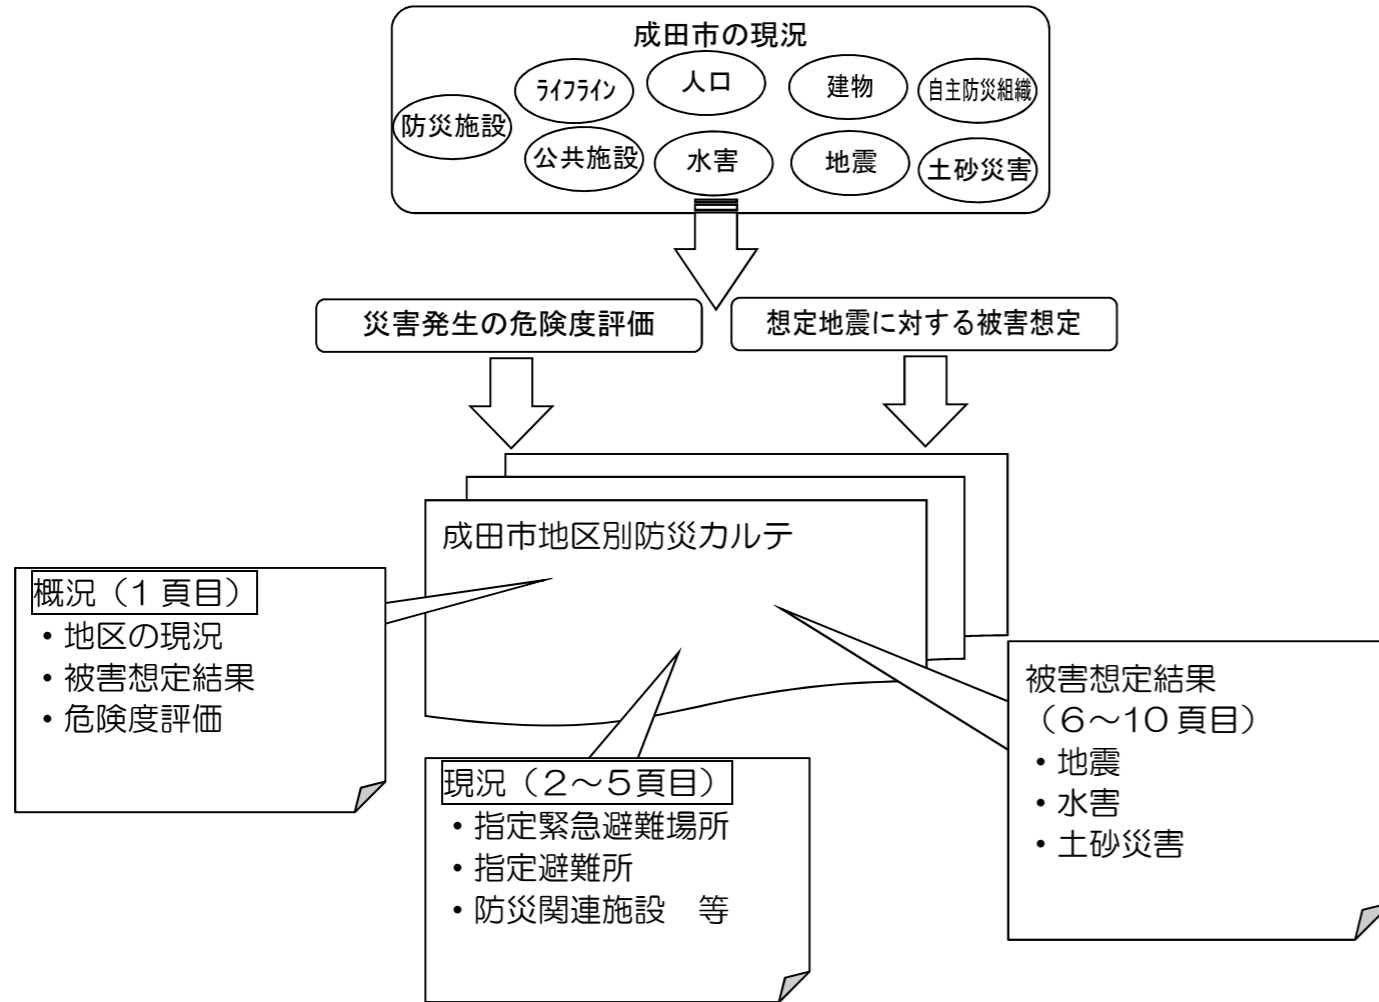 成田市の現況
ライフライン
人口
建物
自主防災組織
防災施設
公共施設
水害
地震
土砂災害
災害発生の危険度評価
想定地震に対する被害想定
成田市地区別防災カルテ
概況（1 頁目）
・地区の現況
・被害想定結果
・危険度評価
現況（２～５頁目）
・指定緊急避難場所
・指定避難所
・防災関連施設　等
被害想定結果
（６～10 頁目）
・地震
・水害
・土砂災害